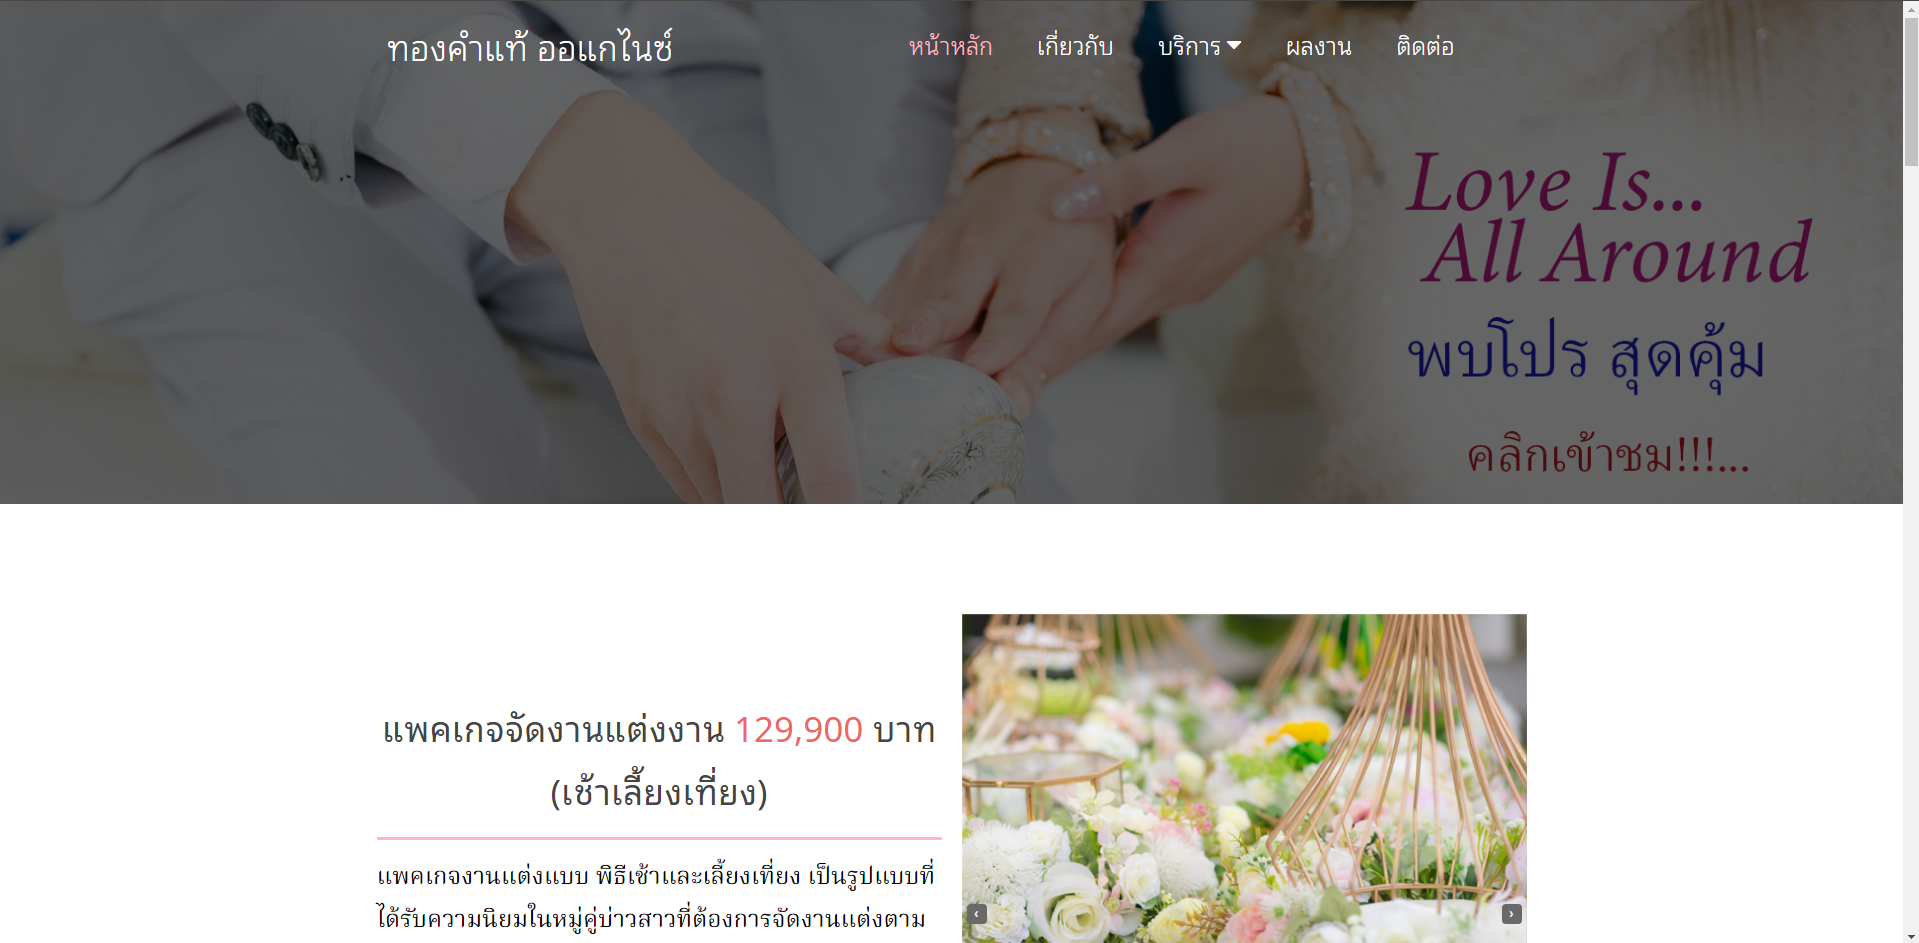 ทองคำแท้ ออแกไนซ์
หน้าหลัก เกี่ยวกับ บริการ ผลงาน ติดต่อ
Love Is...
All Around
พบโปร สุดคุ้ม
คลิกเข้าชม!!!...
แพคเกจจัดงานแต่งงาน 129,900 บาท
(เช้าเลี้ยงเที่ยง)
แพคเกจงานแต่งแบบ พิธีเช้าและเลี้ยงเที่ยง เป็นรูปแบบที่
ได้รับความนิยมในหมู่คู่บ่าวสาวที่ต้องการจัดงานแต่งตาม